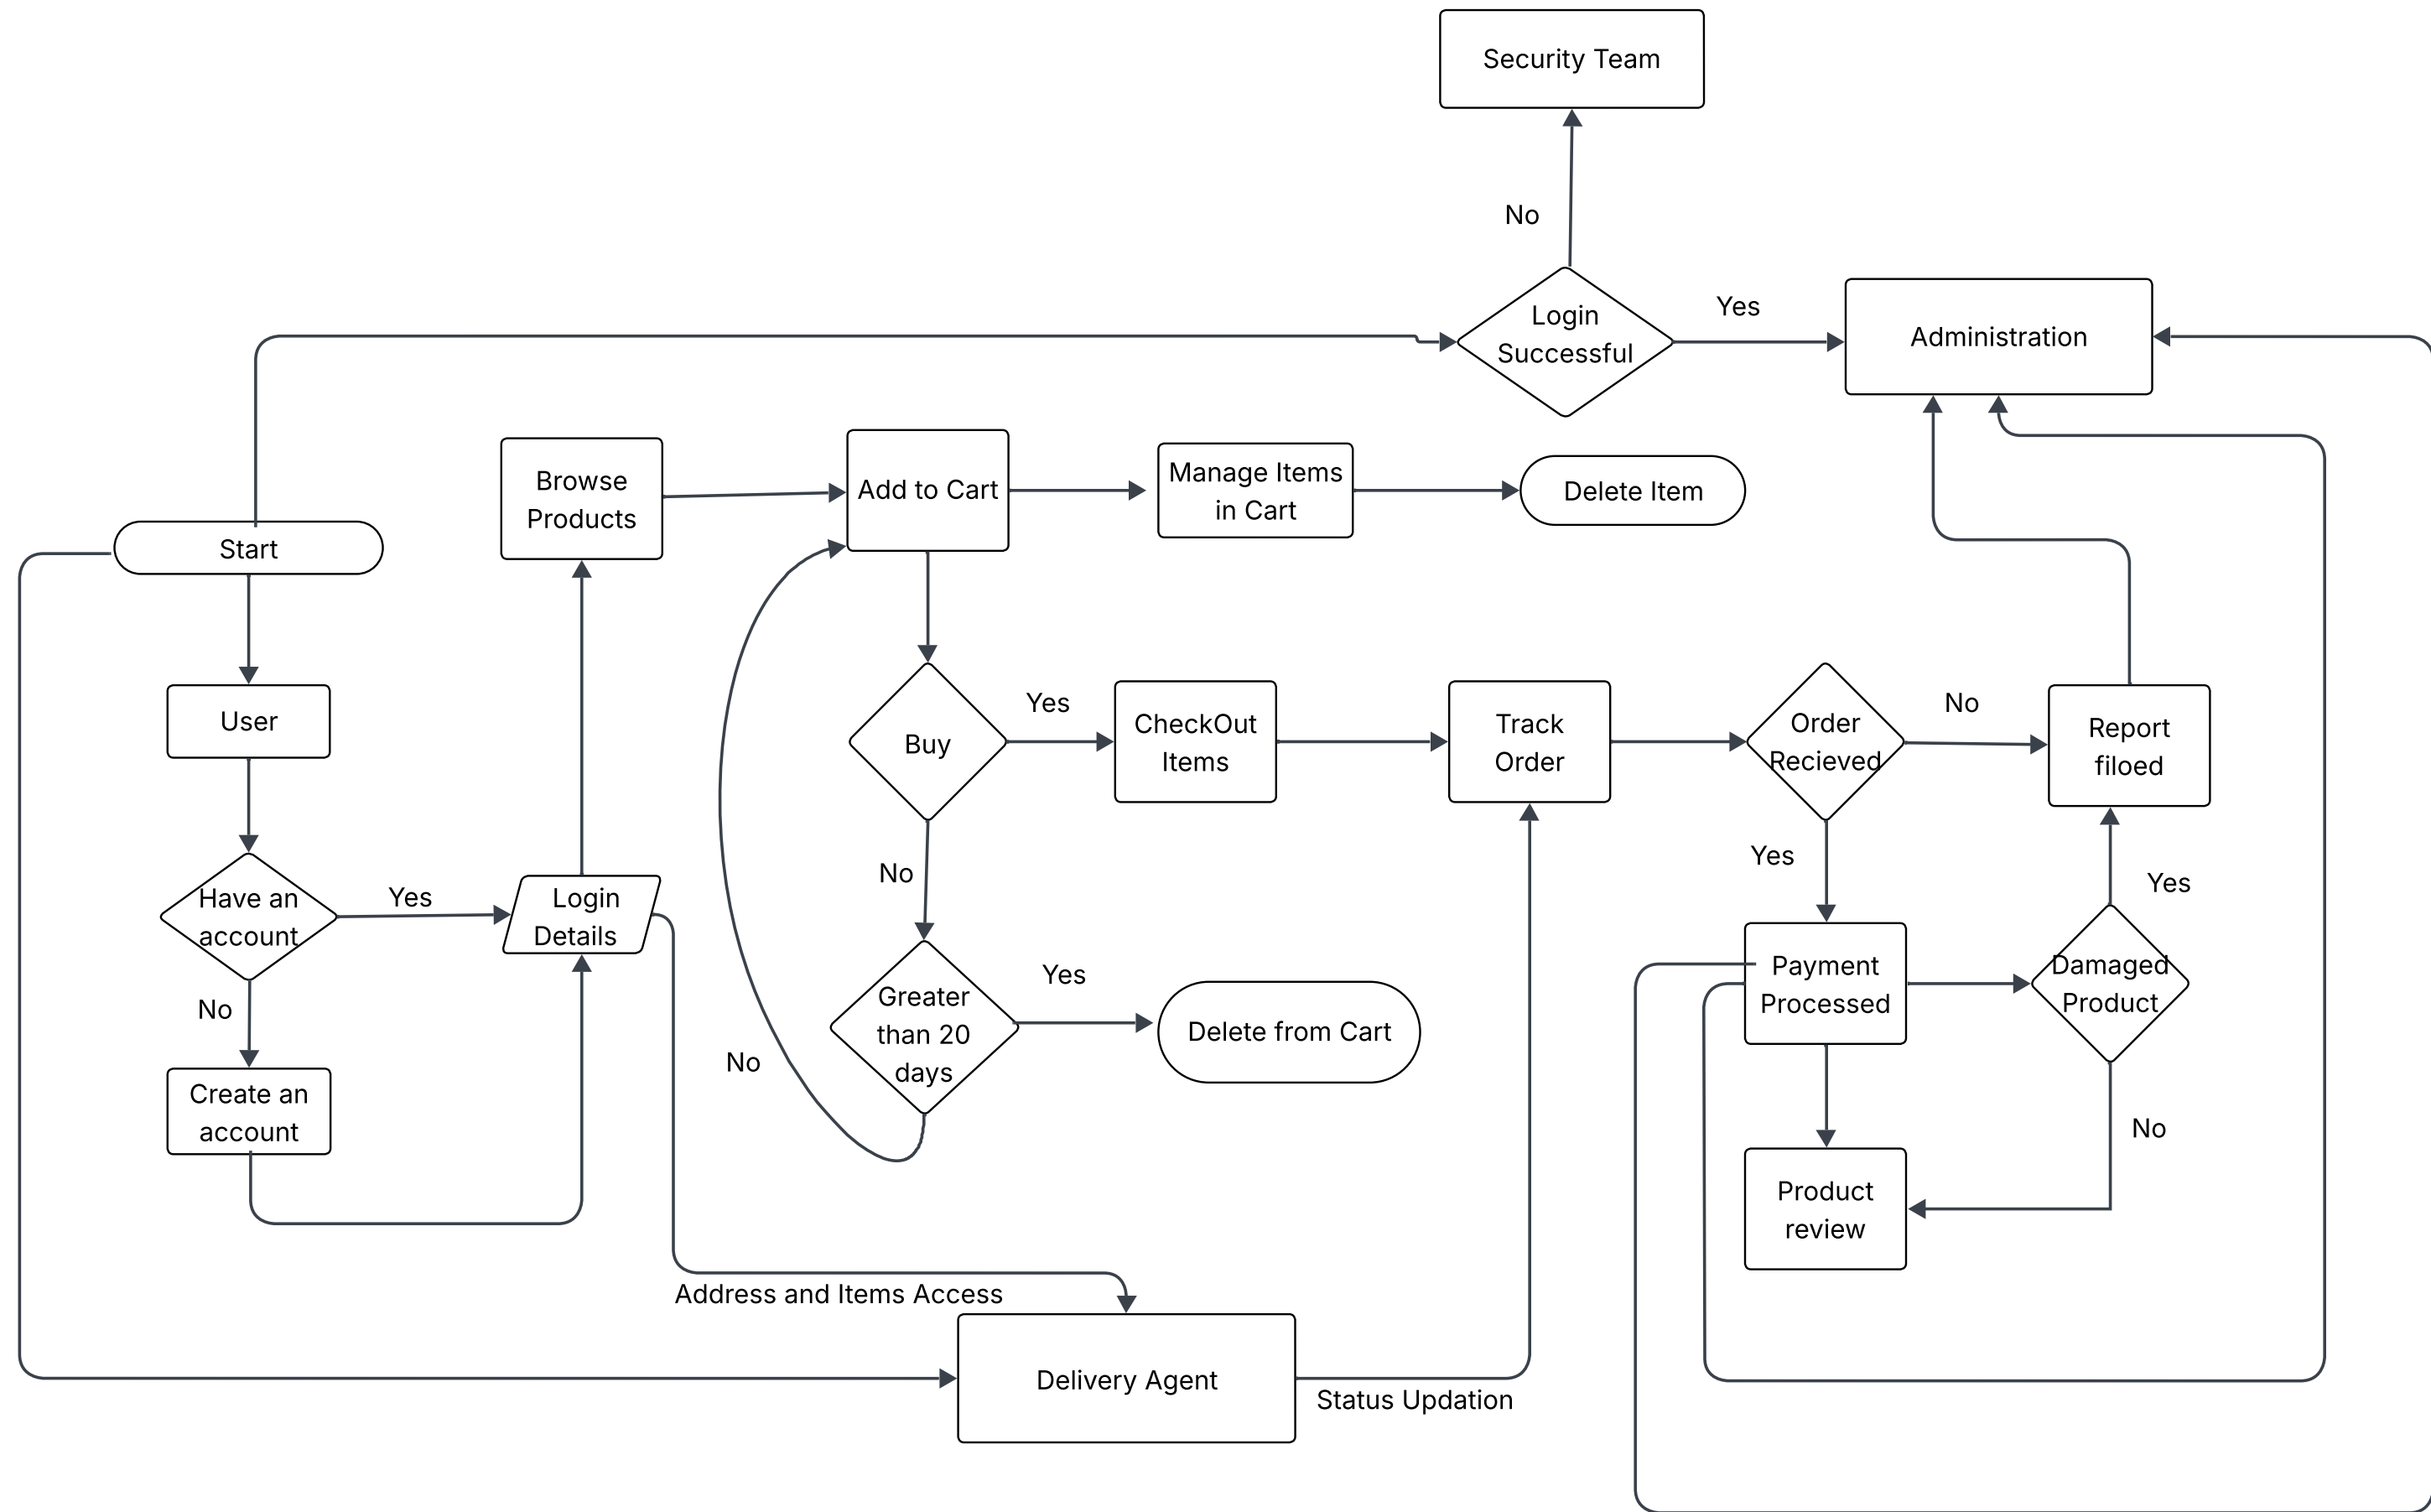 Security Team
No
Login
Successful
Yes
Administration
Browse
Products
Add to Cart
Manage Items
in Cart
Delete Item
Start
User
Buy
Yes
CheckOut
Items
Track
Order
Order
Recieved
No
Report
filoed
Have an
account
Yes
Login
Details
No
Yes
Yes
No
Greater
than 20
days
Yes
Delete from Cart
Payment
Processed
Damaged
Product
No
Create an
account
No
Product
review
Address and Items Access
Delivery Agent
Status Updation